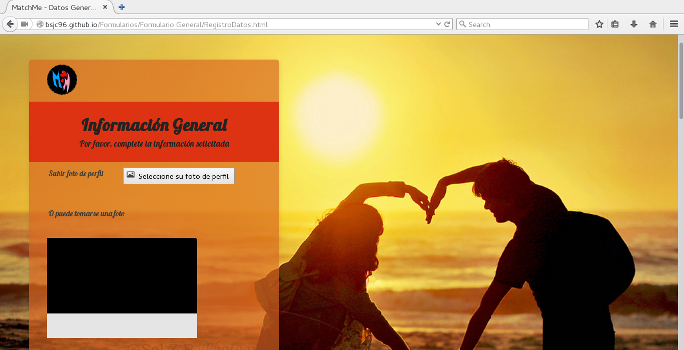 MatchMe - Datos Gener...
bsjc96.github.io/Formularios/Formulario General/RegistroDatos.html
Search
Información General
Por favor, complete la información solicitada
Subir foto de perfil
Seleccione su foto de perfil
O puede tomarse una foto